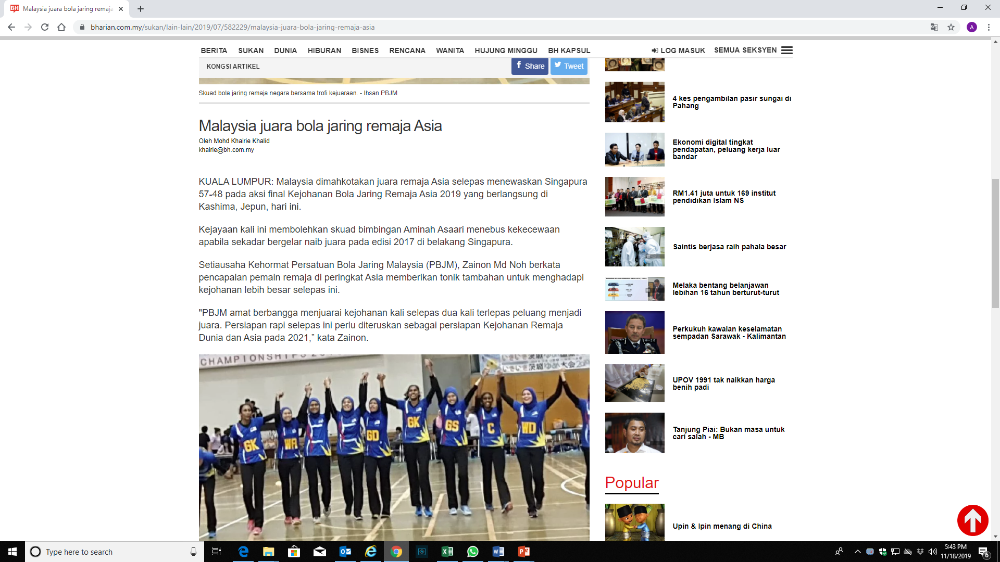 Malaysia juara bola jaring remaja
bharian.com.my/sukan/lain-lain/2019/07/582229/malaysia-juara-bola-jaring-remaja-asia
A
BERITA SUKAN DUNIA HIBURAN BISNES RENCANA WANITA HUJUNG MINGGU BH KAPSUL LOG MASUK SEMUA SEKSYEN
KONGSI ARTIKEL
Share
Tweet
Skuad bola jaring remaja negara bersama trofi kejuaraan. - Ihsan PBJM
Malaysia juara bola jaring remaja Asia
Oleh Mohd Khairie Khalid
khairie@bh.com.my
KUALA LUMPUR: Malaysia dimahkotakan juara remaja Asia selepas menewaskan Singapura
57-48 pada aksi final Kejohanan Bola Jaring Remaja Asia 2019 yang berlangsung di
Kashima, Jepun, hari ini.
Kejayaan kali ini membolehkan skuad bimbingan Aminah Asaari menebus kekecewaan
apabila sekadar bergelar naib juara pada edisi 2017 di belakang Singapura.
Setiausaha Kehormat Persatuan Bola Jaring Malaysia (PBJM), Zainon Md Noh berkata
pencapaian pemain remaja di peringkat Asia memberikan tonik tambahan untuk menghadapi
kejohanan lebih besar selepas ini.
"PBJM amat berbangga menjuarai kejohanan kali selepas dua kali terlepas peluang menjadi
juara. Persiapan rapi selepas ini perlu diteruskan sebagai persiapan Kejohanan Remaja
Dunia dan Asia pada 2021,” kata Zainon.
CHAMPIONSHIPS
GK
WA
GD
GK
GS
C
WD
4 kes pengambilan pasir sungai di
Pahang
Ekonomi digital tingkat
pendapatan, peluang kerja luar
bandar
RM1.41 juta untuk 169 institut
pendidikan Islam NS
Saintis berjasa raih pahala besar
Melaka bentang belanjawan
lebihan 16 tahun berturut-turut
Perkukuh kawalan keselamatan
sempadan Sarawak - Kalimantan
UPOV 1991 tak naikkan harga
benih padi
Tanjung Piai: Bukan masa untuk
cari salah - MB
Popular
Upin & Ipin menang di China
Type here to search
5:43 PM
11/18/2019
6